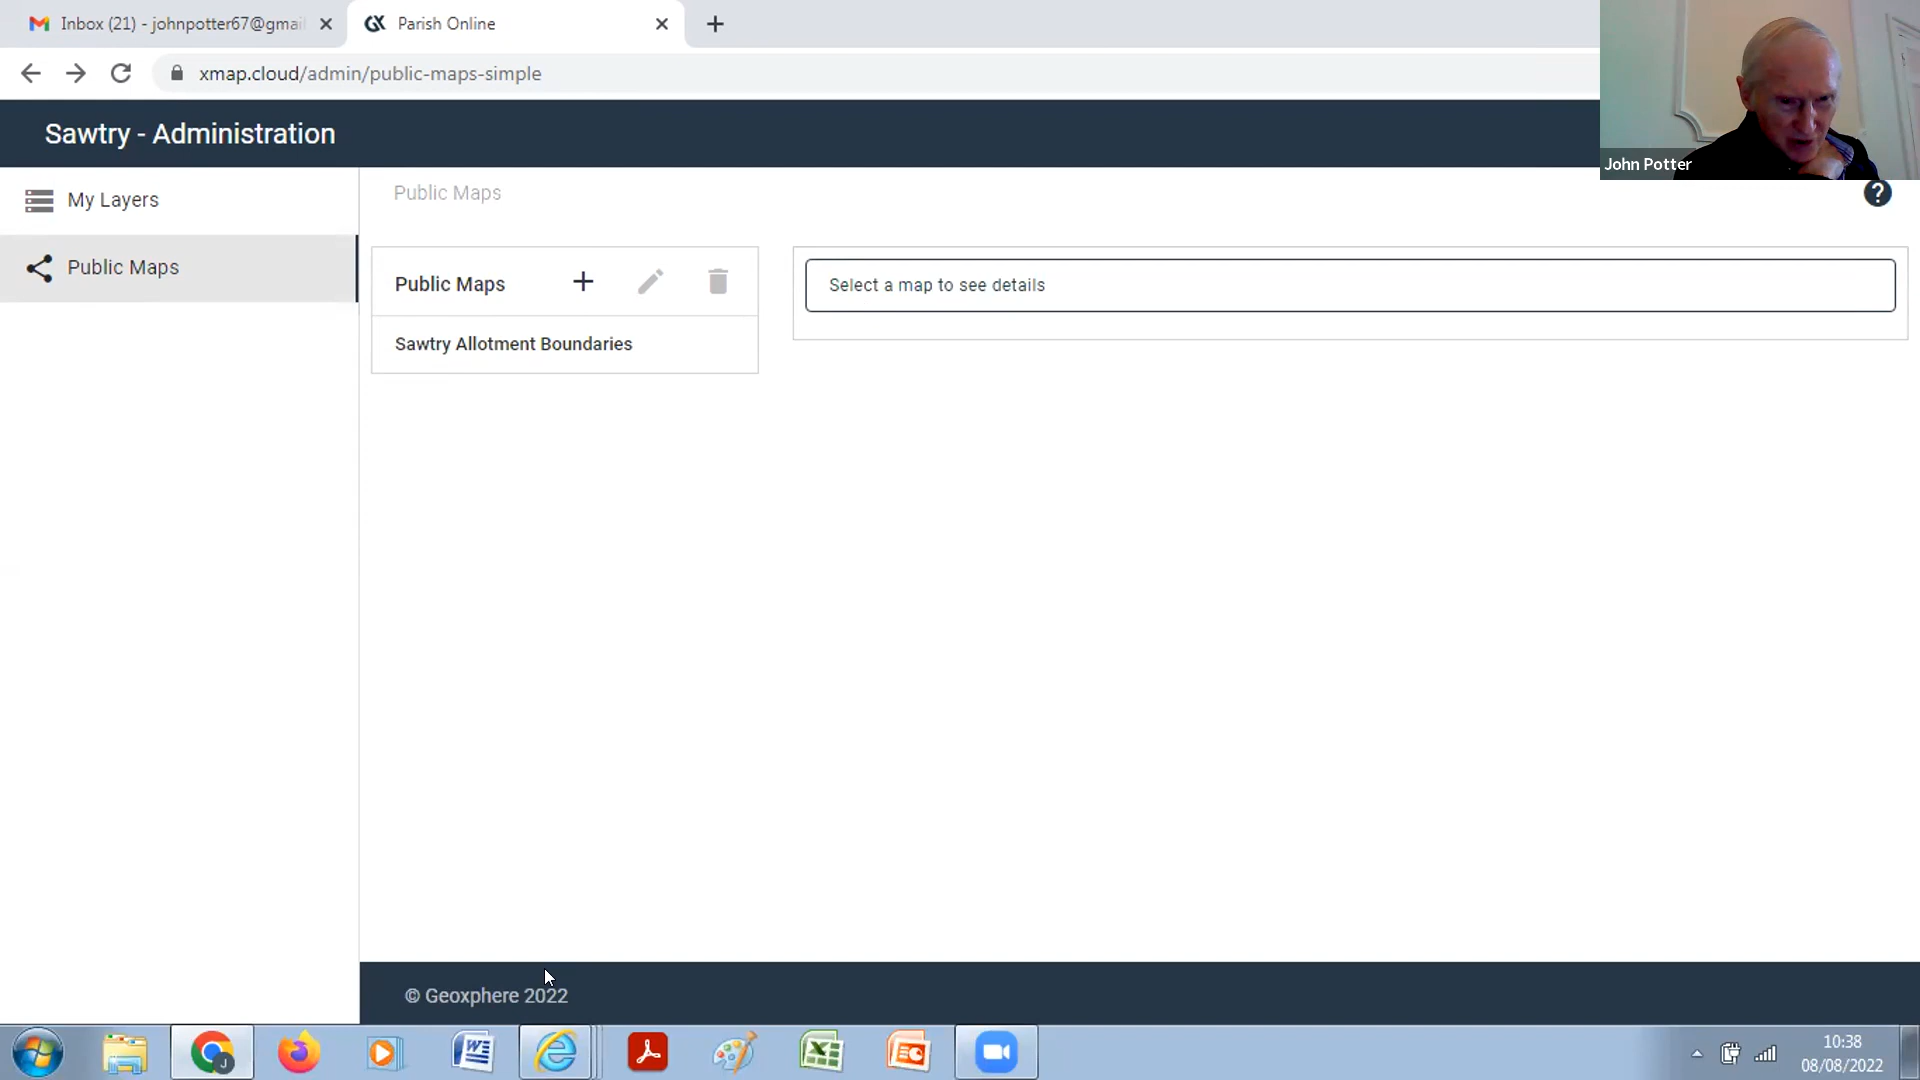 Inbox (21) - johnpotter67@gmai
Parish Online
xmap.cloud/admin/public-maps-simple
John Potter
Sawtry - Administration
My Layers
Public Maps
Public Maps
Public Maps
Select a map to see details
Sawtry Allotment Boundaries
© Geoxphere 2022
10:38
08/08/2022